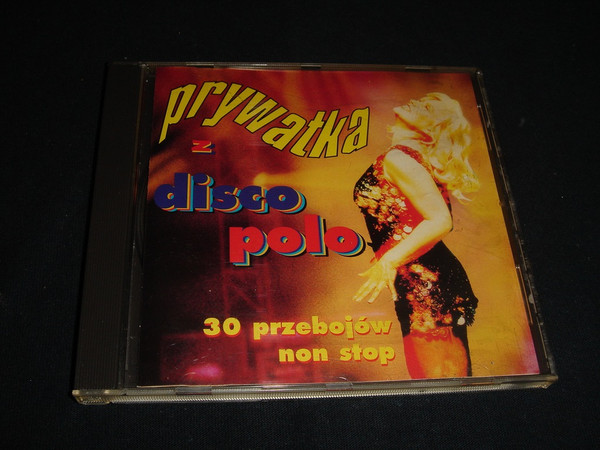 prywatka
z
disco
polo
30 przebojów
non stop